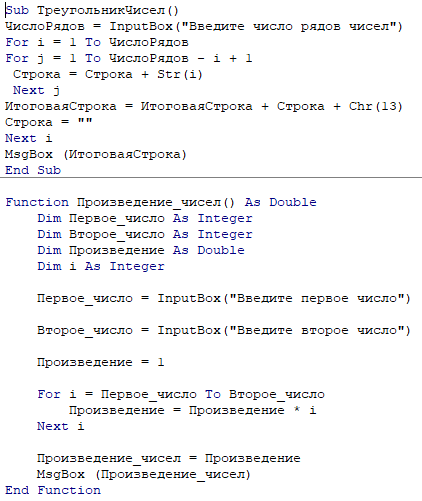 Sub ТреугольникЧисел()
ЧислоРядов = InputBox("Введите число рядов чисел")
For i = 1 To ЧислоРядов
For j = 1 To ЧислоРядов - i + 1
Строка = Строка + Str(i)
Next j
ИтоговаяСтрока = ИтоговаяСтрока + Строка + Chr(13)
Строка = ""
Next i
MsgBox (ИтоговаяСтрока)
End Sub
Function Произведение_чисел() As Double
Dim Первое_число As Integer
Dim Второе_число As Integer
Dim Произведение As Double
Dim i As Integer
Первое_число = InputBox("Введите первое число")
Второе_число = InputBox("Введите второе число")
Произведение = 1
For i = Первое_число To Второе_число
Произведение = Произведение * i
Next i
Произведение_чисел = Произведение
MsgBox (Произведение_чисел)
End Function